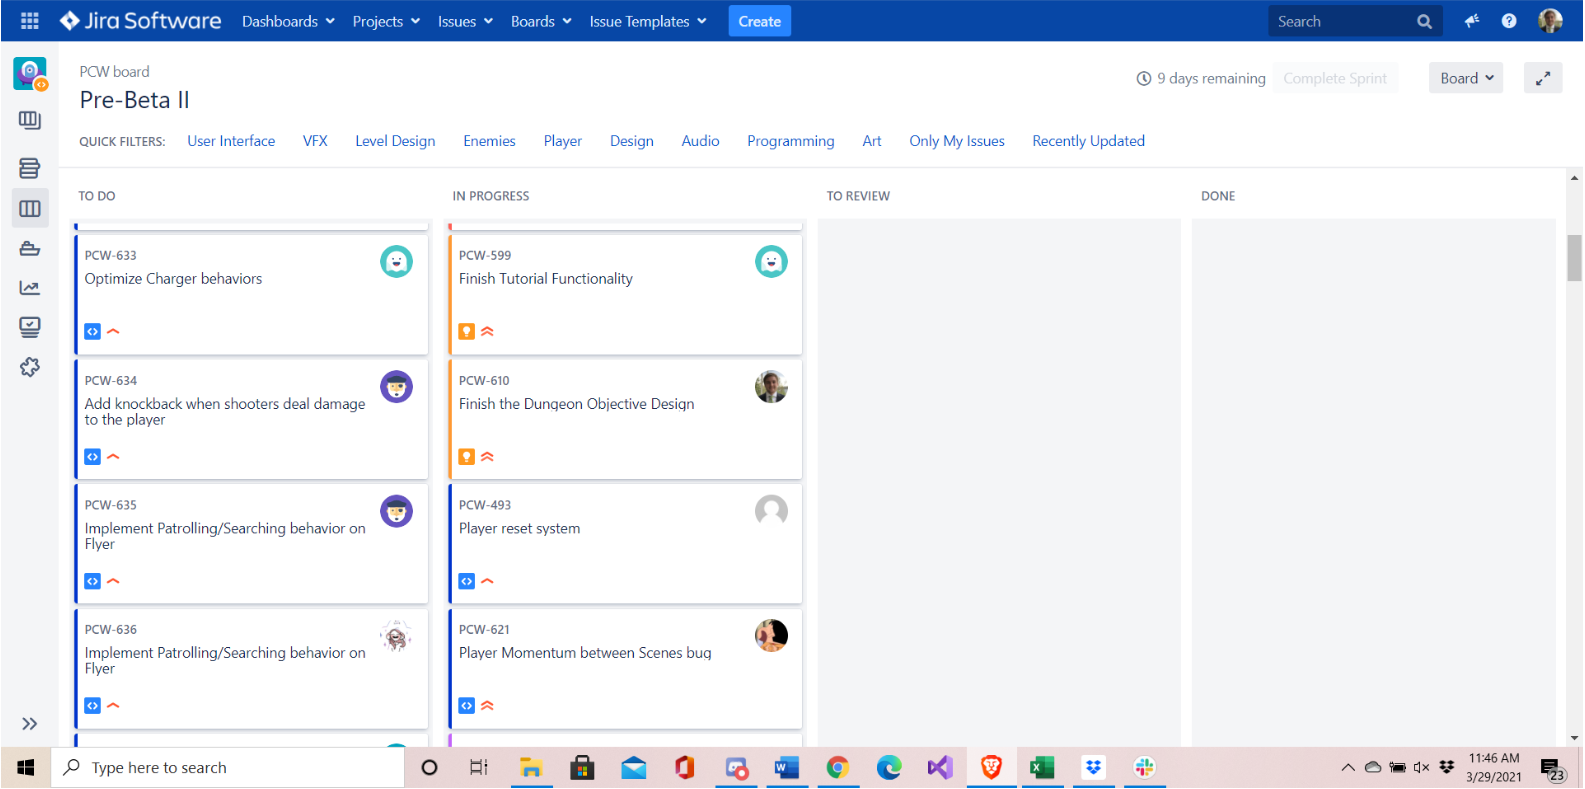 Jira Software Dashboards Projects Issues Boards Issue Templates Create Search
PCW board
Pre-Beta II
9 days remaining Complete Sprint Board
QUICK FILTERS: User Interface VFX Level Design Enemies Player Design Audio Programming Art Only My Issues Recently Updated
TO DO IN PROGRESS TO REVIEW DONE
PCW-633
Optimize Charger behaviors
PCW-634
Add knockback when shooters deal damage
to the player
PCW-635
Implement Patrolling/Searching behavior on
Flyer
PCW-636
Implement Patrolling/Searching behavior on
Flyer
PCW-599
Finish Tutorial Functionality
PCW-610
Finish the Dungeon Objective Design
PCW-493
Player reset system
PCW-621
Player Momentum between Scenes bug
Type here to search
11:46 AM
3/29/2021
23